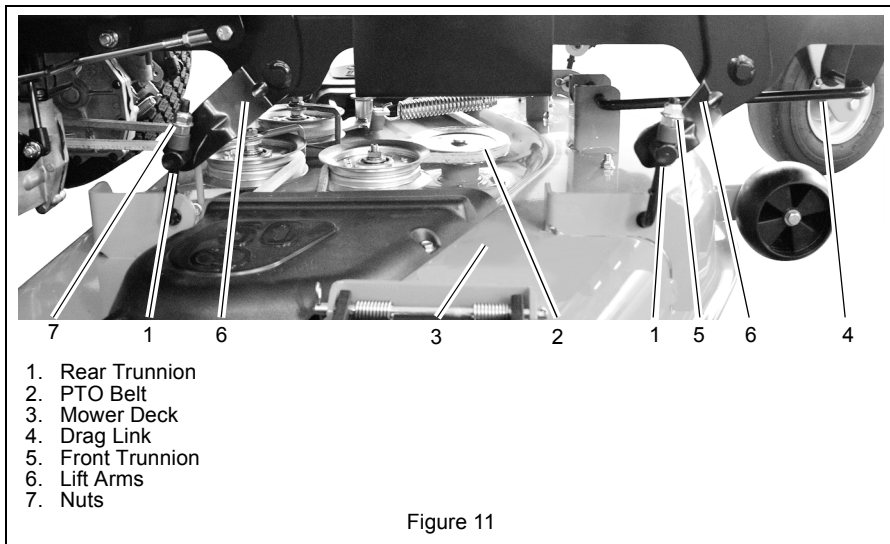 7 1 6 3 2 1 5 6 4
1. Rear Trunnion
2. PTO Belt
3. Mower Deck
4. Drag Link
5. Front Trunnion
6. Lift Arms
7. Nuts
Figure 11